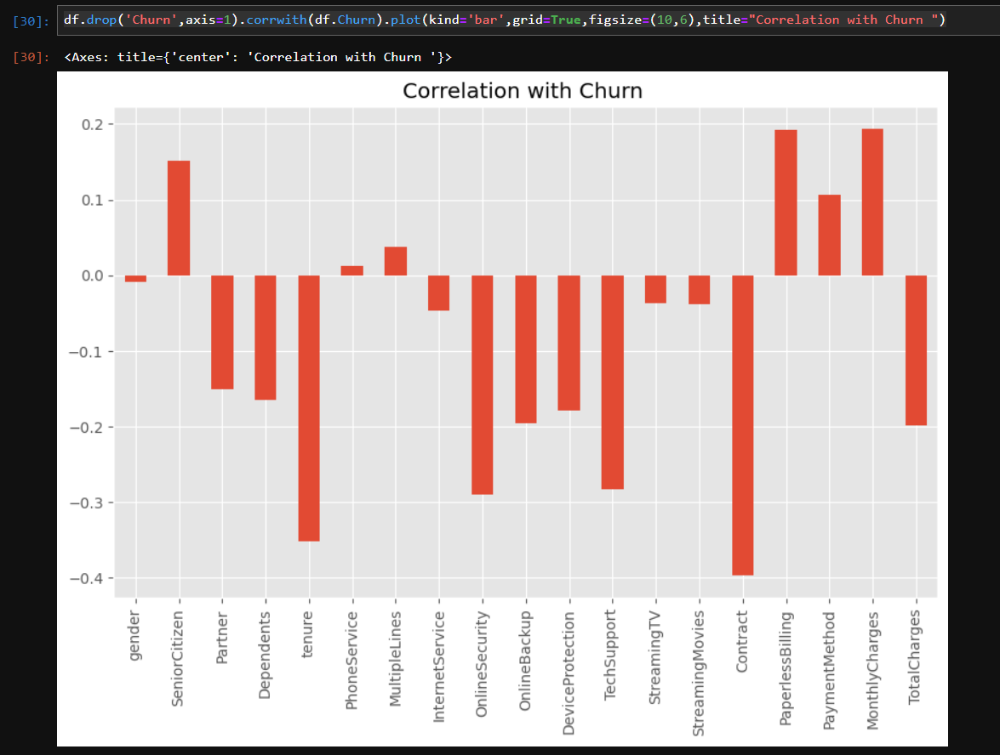 [30]: df.drop('Churn',axis=1).corrwith(df.Churn).plot(kind='bar',grid=True,figsize=(10,6),title="Correlation with Churn ")
[30]: <Axes: title={'center': 'Correlation with Churn '}>
Correlation with Churn
0.2
0.1
0.0
−0.1
−0.2
−0.3
−0.4
gender
SeniorCitizen
Partner
Dependents
tenure
PhoneService
MultipleLines
InternetService
OnlineSecurity
OnlineBackup
DeviceProtection
TechSupport
StreamingTV
StreamingMovies
Contract
PaperlessBilling
PaymentMethod
MonthlyCharges
TotalCharges